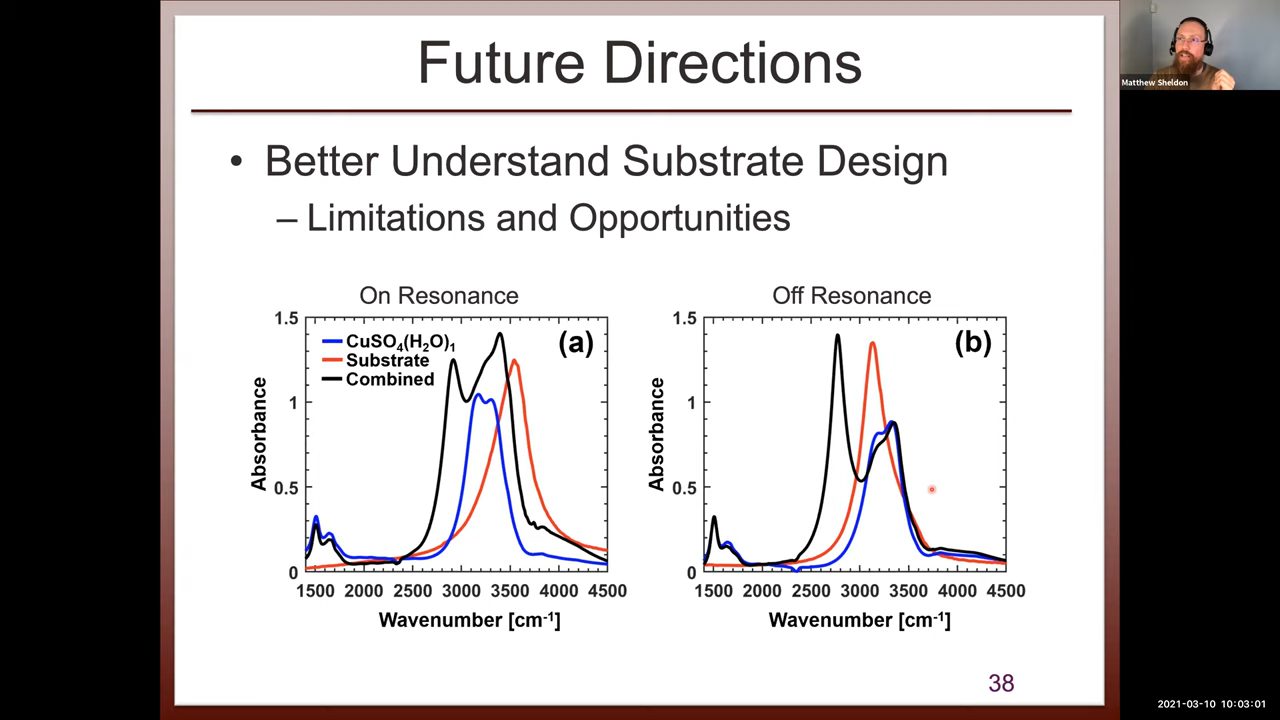 Future Directions
• Better Understand Substrate Design
– Limitations and Opportunities
On Resonance
1.5
1
0.5
0
Absorbance
CuSO4(H2O)1
Substrate
Combined
(a)
1500 2000 2500 3000 3500 4000 4500
Wavenumber [cm-1]
Off Resonance
1.5
1
0.5
0
Absorbance
(b)
1500 2000 2500 3000 3500 4000 4500
Wavenumber [cm-1]
38
Matthew Sheldon
2021-03-10 10:03:01